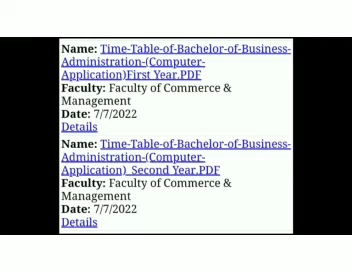 Name: Time-Table-of-Bachelor-of-Business-
Administration-(Computer-
Application)First Year.PDF
Faculty: Faculty of Commerce &
Management
Date: 7/7/2022
Details
Name: Time-Table-of-Bachelor-of-Business-
Administration-(Computer-
Application)_Second Year.PDF
Faculty: Faculty of Commerce &
Management
Date: 7/7/2022
Details